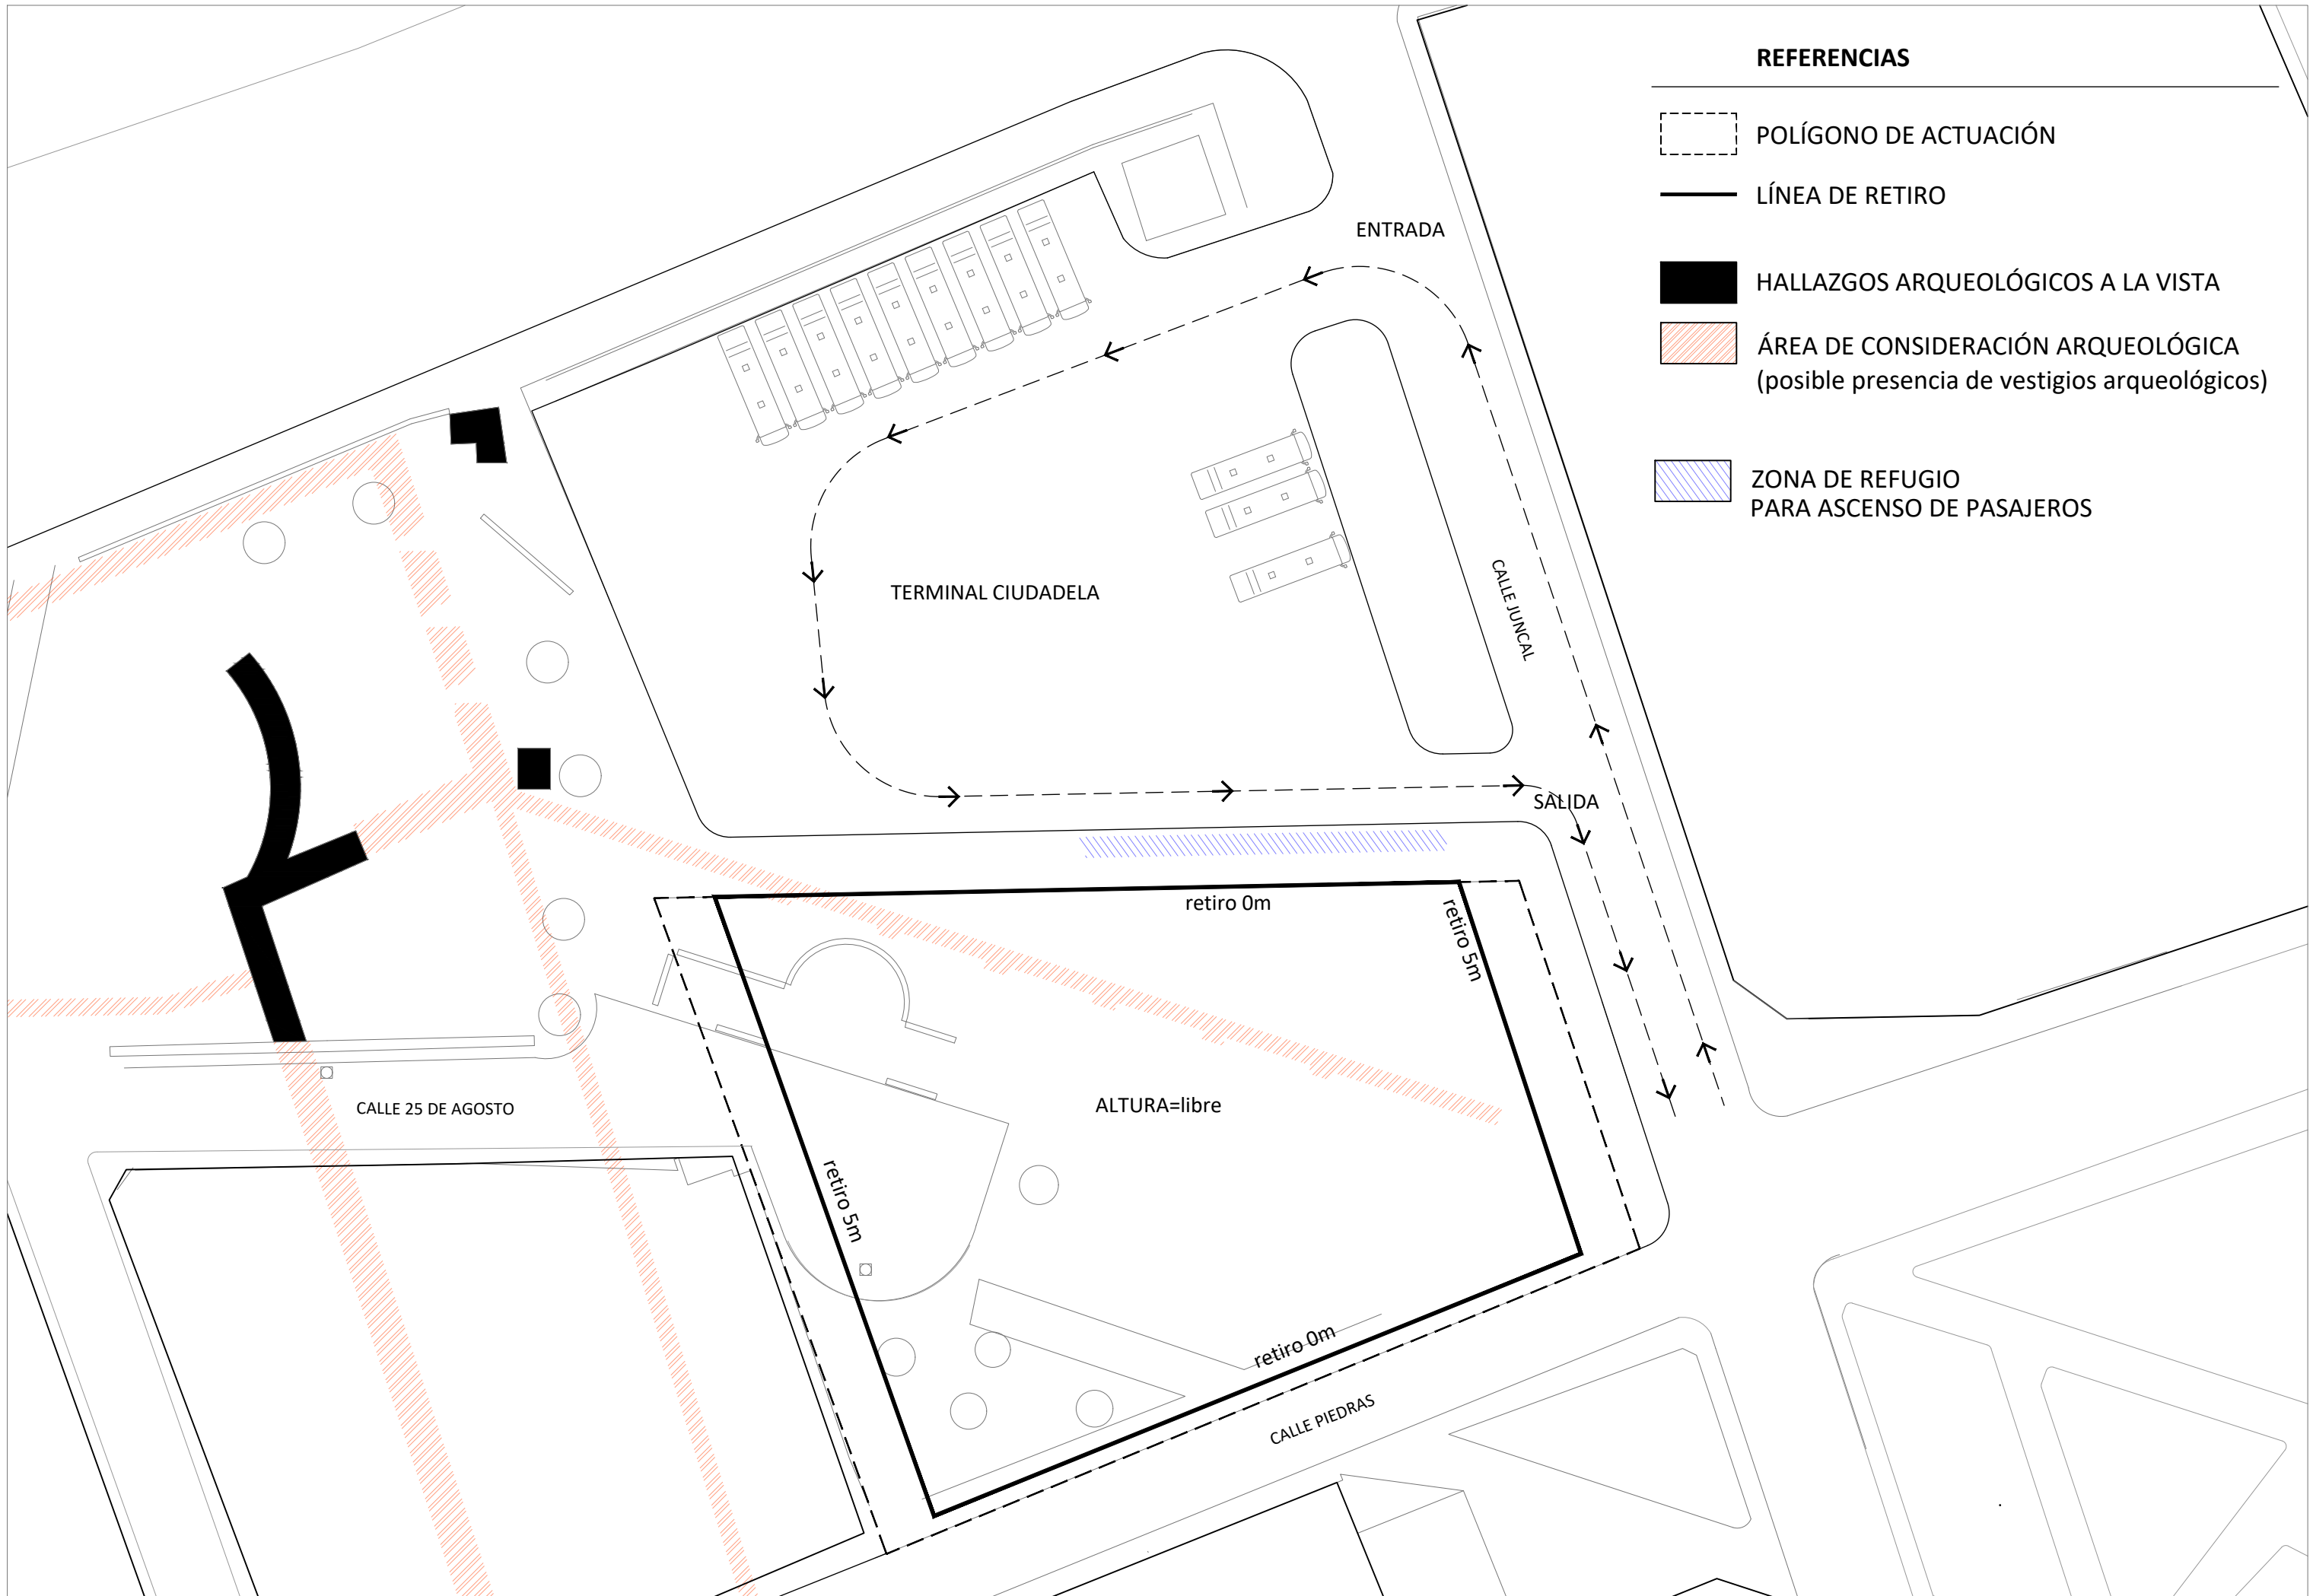 REFERENCIAS
POLÍGONO DE ACTUACIÓN
LÍNEA DE RETIRO
HALLAZGOS ARQUEOLÓGICOS A LA VISTA
ÁREA DE CONSIDERACIÓN ARQUEOLÓGICA
(posible presencia de vestigios arqueológicos)
ZONA DE REFUGIO
PARA ASCENSO DE PASAJEROS
ENTRADA
TERMINAL CIUDADELA
CALLE JUNCAL
SALIDA
retiro 0m
retiro 5m
ALTURA=libre
CALLE 25 DE AGOSTO
retiro 5m
retiro 0m
CALLE PIEDRAS